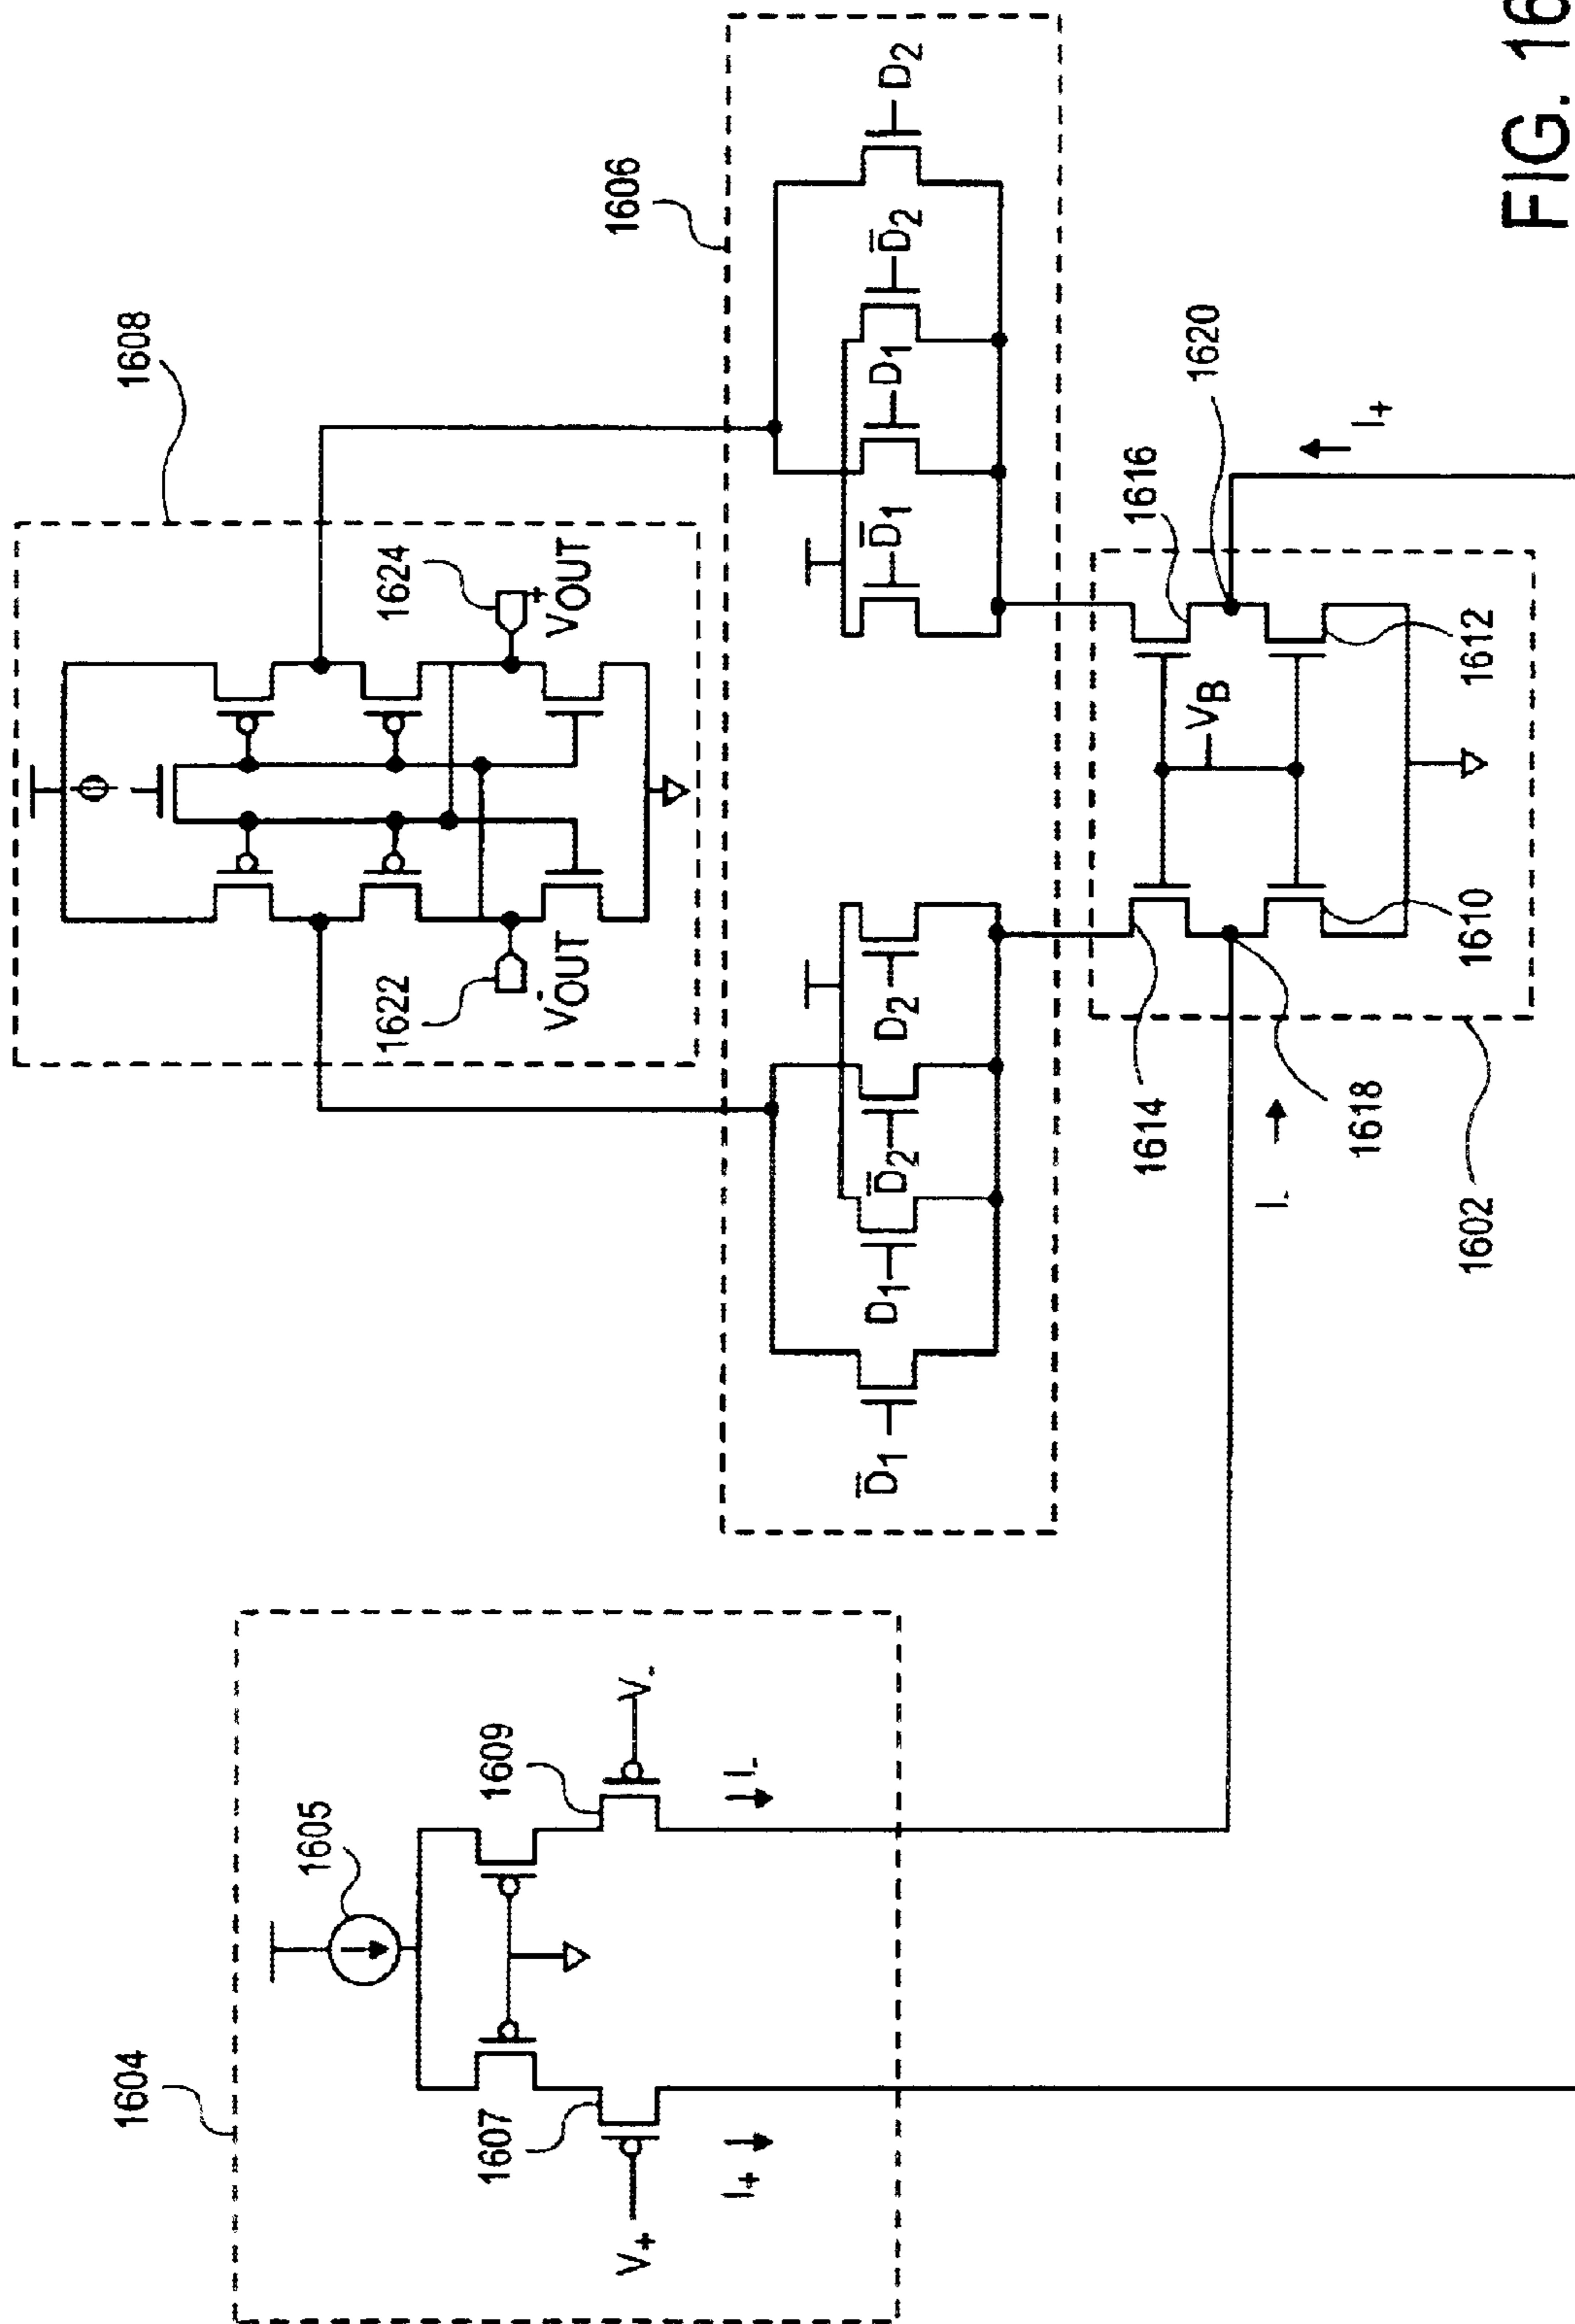 1604
1605
1607
1609
V+
V-
I+
I-
1608
1622
V-OUT
1624
V+OUT
Φ
1606
D̅1
D1
D̅2
D2
D̅1
D1
D̅2
D2
1602
1614
1616
1618
1620
1610
1612
VB
I-
I+
FIG. 16